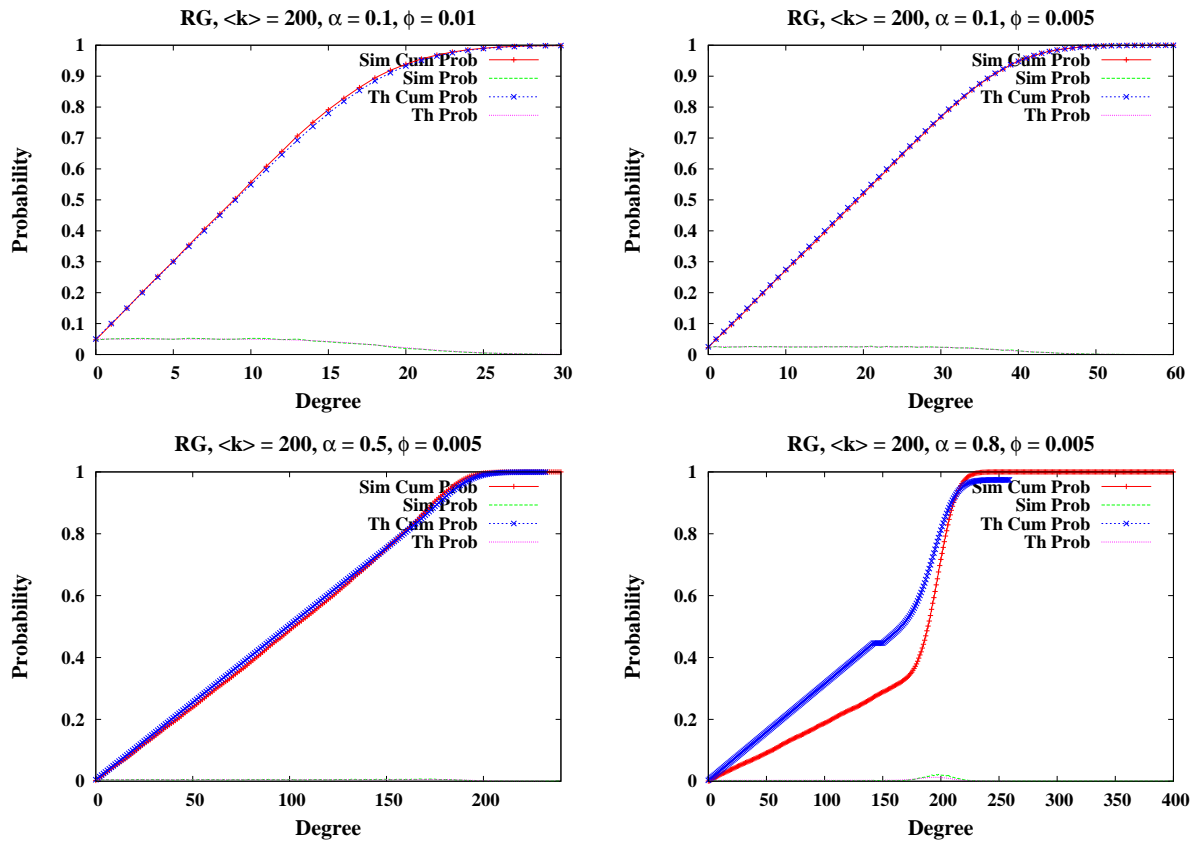 RG, <k> = 200, α = 0.1, ϕ = 0.01
1
0.9
0.8
0.7
0.6
0.5
0.4
0.3
0.2
0.1
0
Probability
Sim Cum Prob
Sim Prob
Th Cum Prob
Th Prob
0 5 10 15 20 25 30
Degree
RG, <k> = 200, α = 0.1, ϕ = 0.005
1
0.9
0.8
0.7
0.6
0.5
0.4
0.3
0.2
0.1
0
Probability
Sim Cum Prob
Sim Prob
Th Cum Prob
Th Prob
0 10 20 30 40 50 60
Degree
RG, <k> = 200, α = 0.5, ϕ = 0.005
1
0.8
0.6
0.4
0.2
0
Probability
Sim Cum Prob
Sim Prob
Th Cum Prob
Th Prob
0 50 100 150 200
Degree
RG, <k> = 200, α = 0.8, ϕ = 0.005
1
0.8
0.6
0.4
0.2
0
Probability
Sim Cum Prob
Sim Prob
Th Cum Prob
Th Prob
0 50 100 150 200 250 300 350 400
Degree